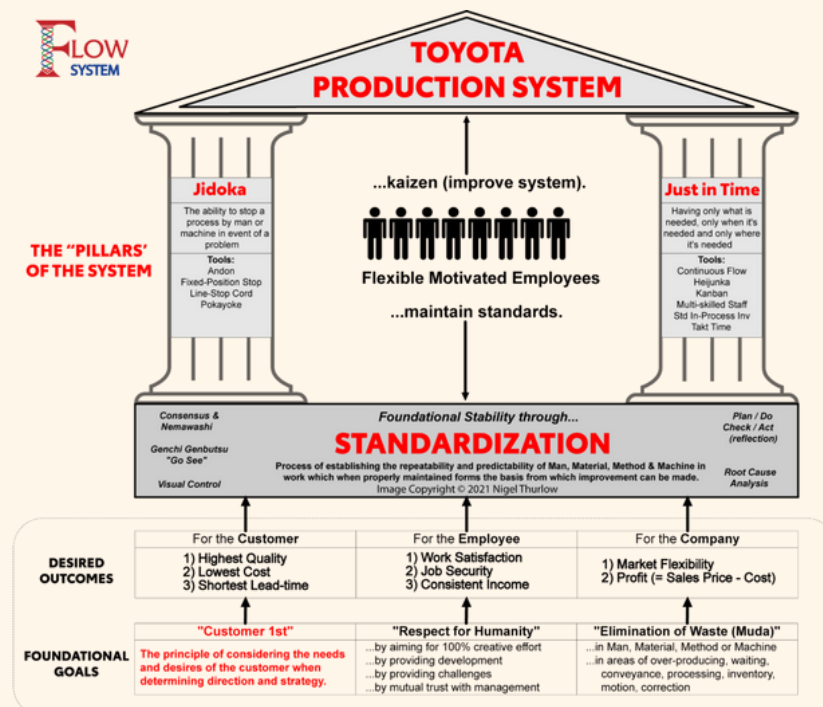 FLOW
SYSTEM
TOYOTA
PRODUCTION SYSTEM
THE "PILLARS'
OF THE SYSTEM
Jidoka
The ability to stop a
process by man or
machine in event of a
problem
Tools:
Andon
Fixed-Position Stop
Line-Stop Cord
Pokayoke
...kaizen (improve system).
Flexible Motivated Employees
...maintain standards.
Just in Time
Having only what is
needed, only when it's
needed and only where
it's needed
Tools:
Continuous Flow
Heijunka
Kanban
Multi-skilled Staff
Std In-Process Inv
Takt Time
Consensus &
Nemawashi
Genchi Genbutsu
"Go See"
Visual Control
Foundational Stability through...
STANDARDIZATION
Process of establishing the repeatability and predictability of Man, Material, Method & Machine in
work which when properly maintained forms the basis from which improvement can be made.
Image Copyright © 2021 Nigel Thurlow
Plan / Do
Check / Act
(reflection)
Root Cause
Analysis
DESIRED
OUTCOMES
For the Customer
1) Highest Quality
2) Lowest Cost
3) Shortest Lead-time
For the Employee
1) Work Satisfaction
2) Job Security
3) Consistent Income
For the Company
1) Market Flexibility
2) Profit (= Sales Price - Cost)
FOUNDATIONAL
GOALS
"Customer 1st"
The principle of considering the needs
and desires of the customer when
determining direction and strategy.
"Respect for Humanity"
...by aiming for 100% creative effort
...by providing development
...by providing challenges
...by mutual trust with management
"Elimination of Waste (Muda)"
...in Man, Material, Method or Machine
...in areas of over-producing, waiting,
conveyance, processing, inventory,
motion, correction